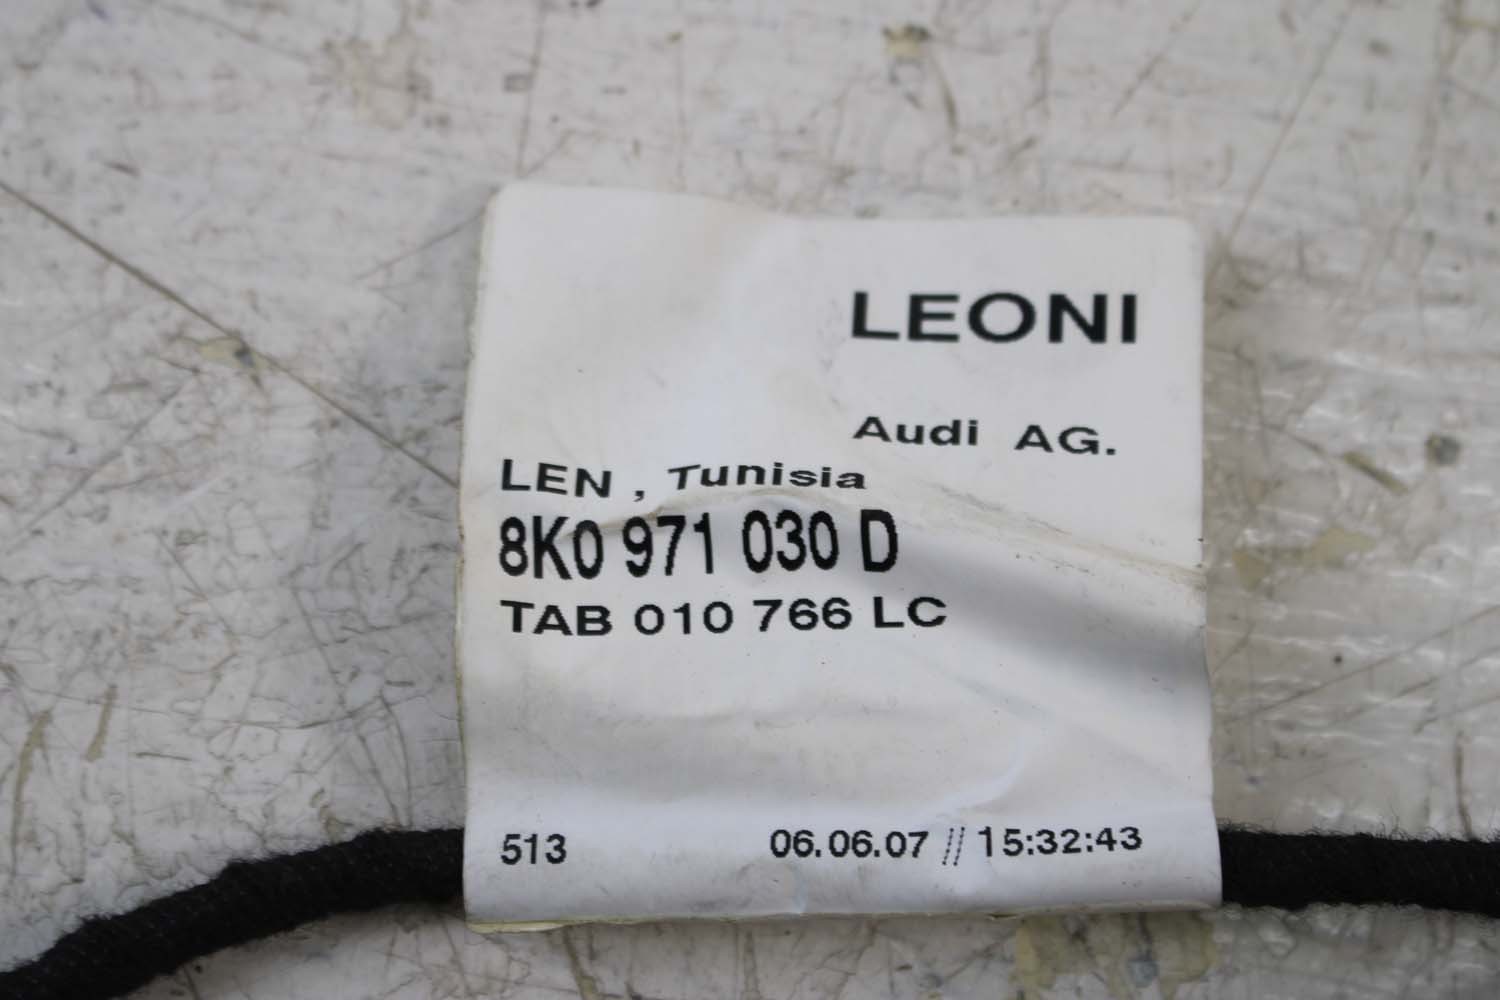 LEONI
Audi AG.
LEN , Tunisia
8K0 971 030 D
TAB 010 766 LC
513 06.06.07 // 15:32:43